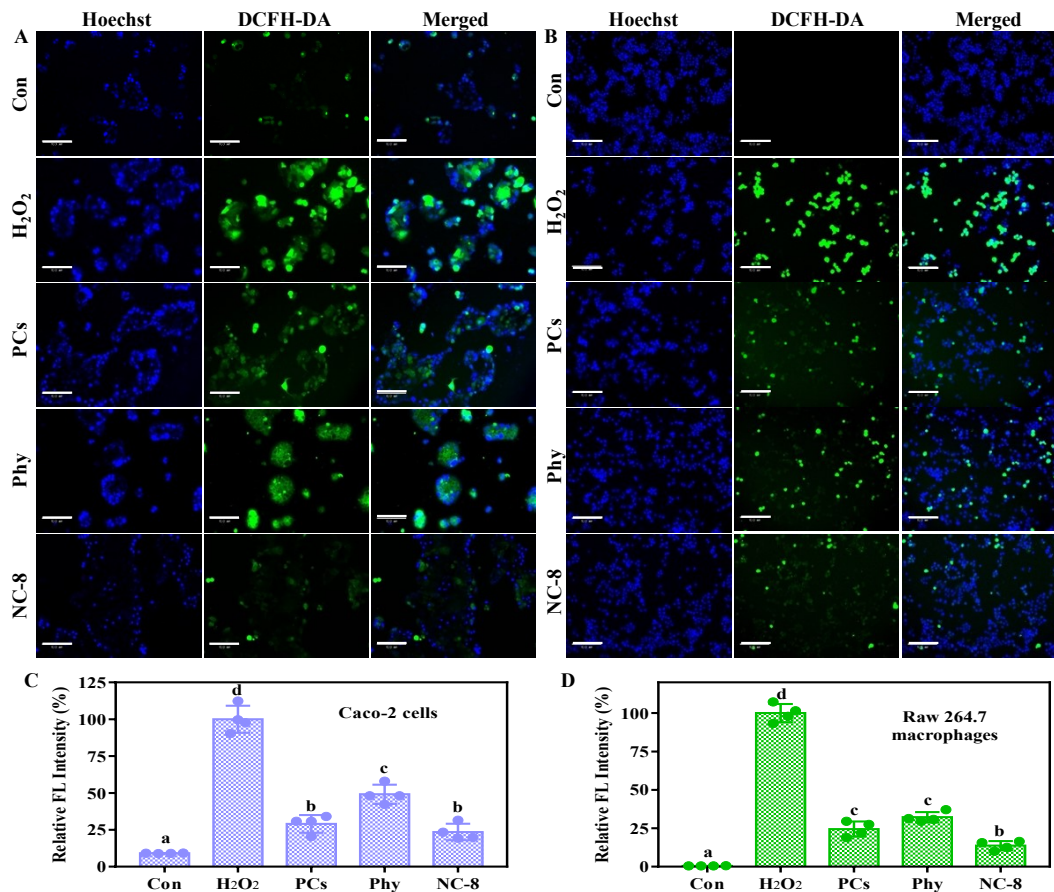 A
Hoechst DCFH-DA Merged
Con
H₂O₂
PCs
Phy
NC-8
B
Hoechst DCFH-DA Merged
Con
H₂O₂
PCs
Phy
NC-8
C
Relative FL Intensity (%)
125
100
75
50
25
0
Caco-2 cells
a d b c b
Con H₂O₂ PCs Phy NC-8
D
Relative FL Intensity (%)
100
75
50
25
0
Raw 264.7
macrophages
a d c c b
Con H₂O₂ PCs Phy NC-8